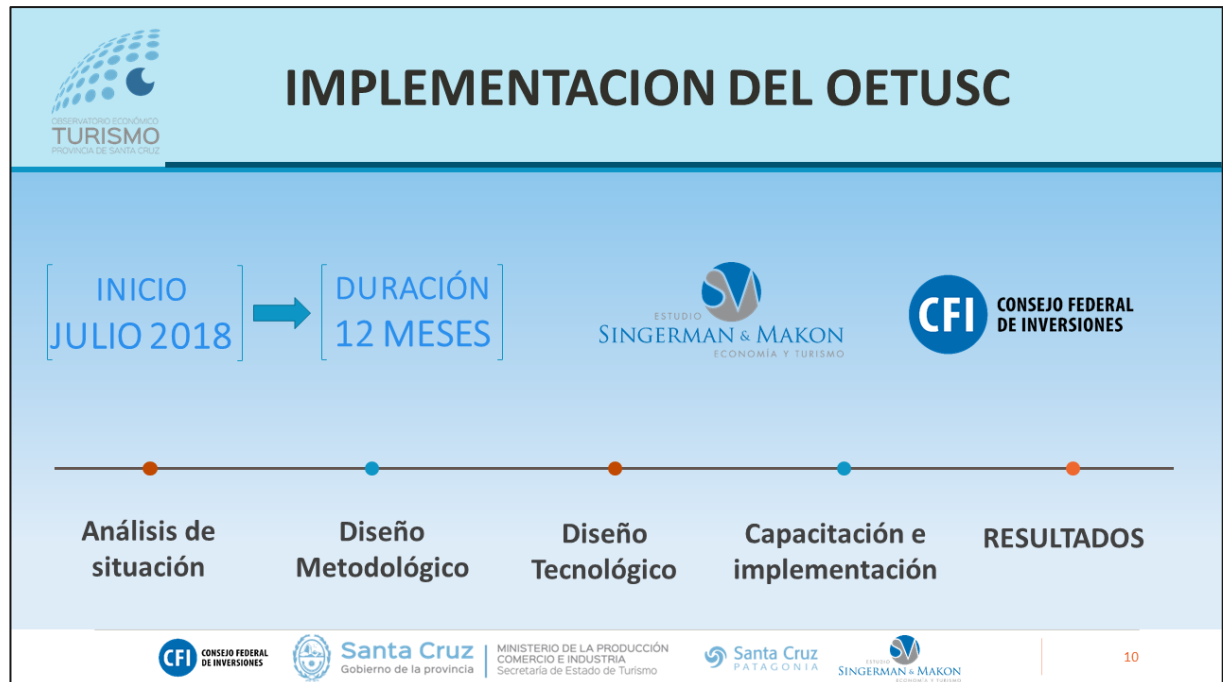 OBSERVATORIO ECONÓMICO
TURISMO
PROVINCIA DE SANTA CRUZ
IMPLEMENTACION DEL OETUSC
INICIO
JULIO 2018
DURACIÓN
12 MESES
ESTUDIO
SINGERMAN & MAKON
ECONOMÍA Y TURISMO
CFI
CONSEJO FEDERAL
DE INVERSIONES
Análisis de
situación
Diseño
Metodológico
Diseño
Tecnológico
Capacitación e
implementación
RESULTADOS
CFI
CONSEJO FEDERAL
DE INVERSIONES
Santa Cruz
Gobierno de la provincia
MINISTERIO DE LA PRODUCCIÓN
COMERCIO E INDUSTRIA
Secretaría de Estado de Turismo
Santa Cruz
PATAGONIA
ESTUDIO
SINGERMAN & MAKON
ECONOMÍA Y TURISMO
10